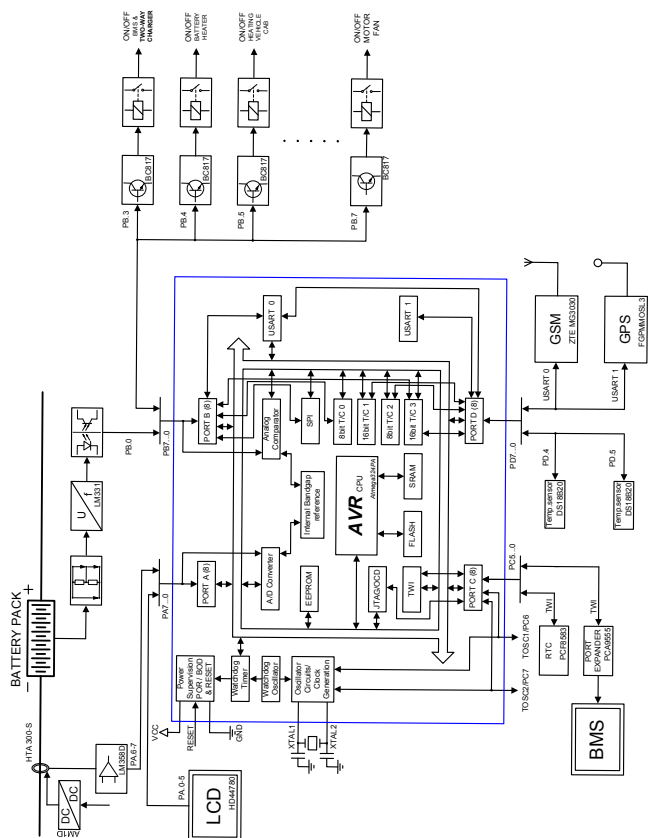 ON/OFF
BMS &
TWO-WAY
CHARGER
ON/OFF
BATTERY
HEATER
ON/OFF
HEATING
VEHICLE
CAB
ON/OFF
MOTOR
FAN
BC817
BC817
BC817
BC817
PB.3
PB.4
PB.5
PB.7
BATTERY PACK
–
+
HTA 300-S
DC/DC
AM1D
LM358D
PA.6-7
U
f
LM331
PB.0
LCD
HD44780
PA.0-5
PA7...0
PB7...0
VCC
RESET
GND
XTAL1
XTAL2
Power
Supervision
POR / BOD
& RESET
Watchdog
Timer
Watchdog
Oscillator
Oscillator
Circuits/
Clock
Generation
PORT A (8)
PORT B (8)
A/D Converter
Analog
Comparator
USART 0
EEPROM
Internal Bandgap
reference
SPI
AVR CPU
Atmega324PA
8bit T/C 0
16bit T/C 1
8bit T/C 2
16bit T/C 3
JTAG/OCD
TWI
FLASH
SRAM
USART 1
PORT C (8)
PORT D (8)
TOSC2/PC7
TOSC1/PC6
PC5...0
PD7...0
TWI
TWI
RTC
PCF8583
PORT
EXPANDER
PCA9555
BMS
PD.4
PD.5
Temp.sensor
DS18B20
Temp.sensor
DS18B20
USART 0
USART 1
GSM
ZTE MG3030
GPS
FGPMMOSL3